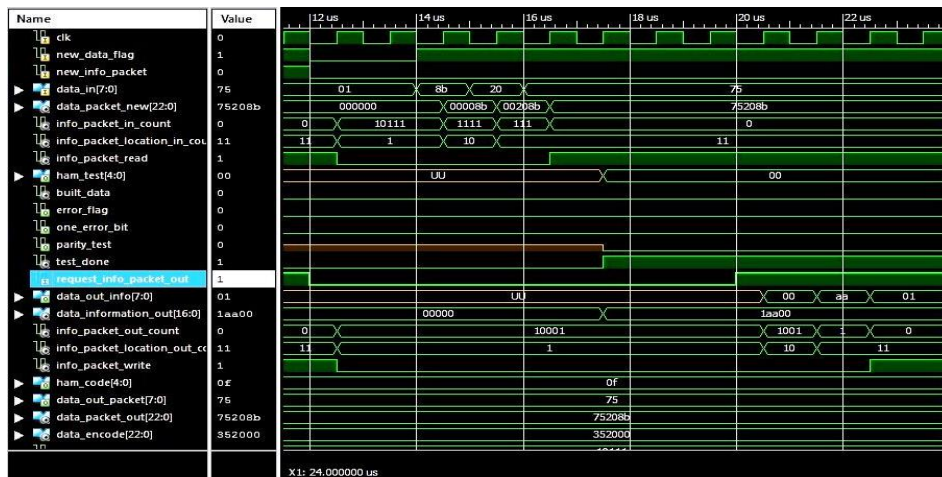 Name Value 12 us 14 us 16 us 18 us 20 us 22 us
clk 0
new_data_flag 1
new_info_packet 0
data_in[7:0] 75 01 8b 20 75
data_packet_new[22:0] 75208b 000000 00008b 00208b 75208b
info_packet_in_count 0 0 10111 1111 111 0
info_packet_location_in_cou 11 11 1 10 11
info_packet_read 1
ham_test[4:0] 00 UU 00
built_data 0
error_flag 0
one_error_bit 0
parity_test 0
test_done 1
request_info_packet_out 1
data_out_info[7:0] 01 UU 00 aa 01
data_information_out[16:0] 1aa00 00000 1aa00
info_packet_out_count 0 0 10001 1001 1 0
info_packet_location_out_cc 11 11 1 10 11
info_packet_write 1
ham_code[4:0] 0f 0f
data_out_packet[7:0] 75 75
data_packet_out[22:0] 75208b 75208b
data_encode[22:0] 352000 352000
X1: 24.000000 us